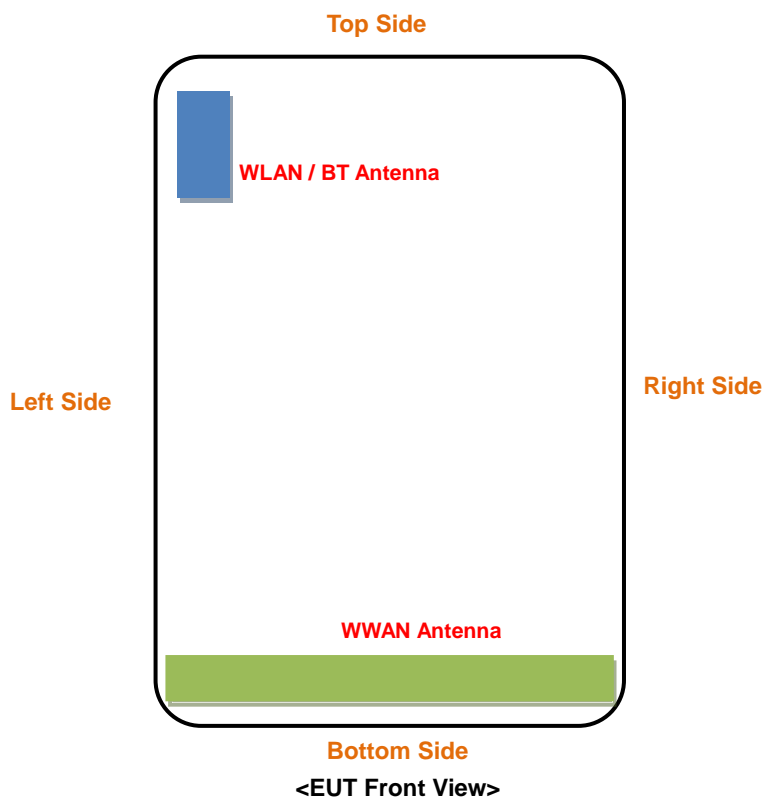 Top Side
WLAN / BT Antenna
Left Side
Right Side
WWAN Antenna
Bottom Side
<EUT Front View>